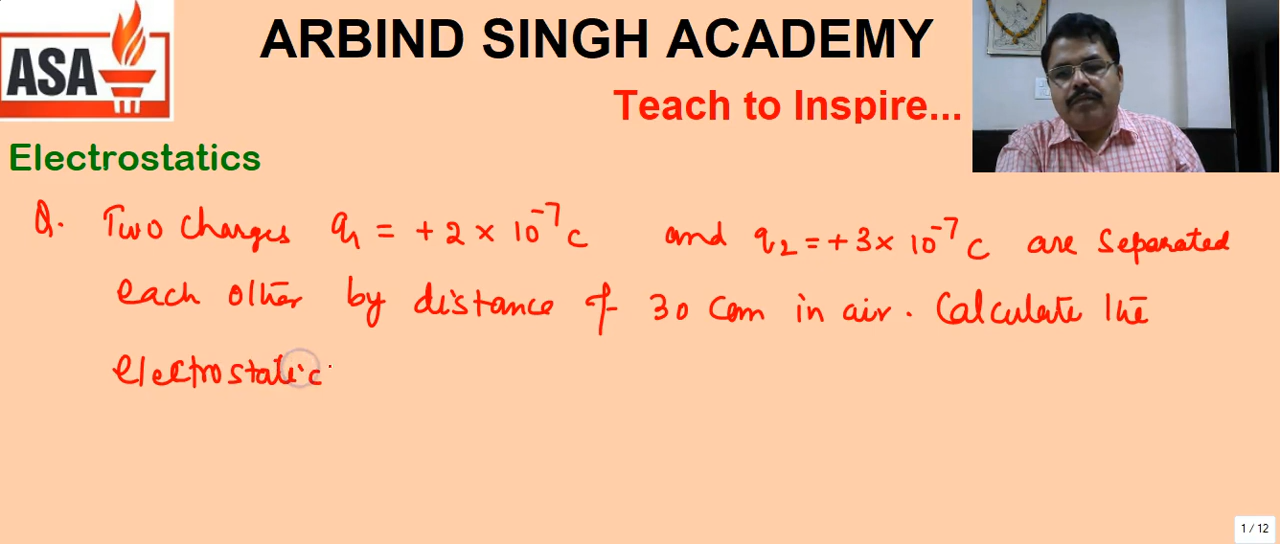 ASA
ARBIND SINGH ACADEMY
Teach to Inspire...
Electrostatics
Q. Two charges q1 = +2 × 10^-7 C and q2 = +3 × 10^-7 C are separated
each other by distance of 30 cm in air. Calculate the
electrostatic
1 / 12